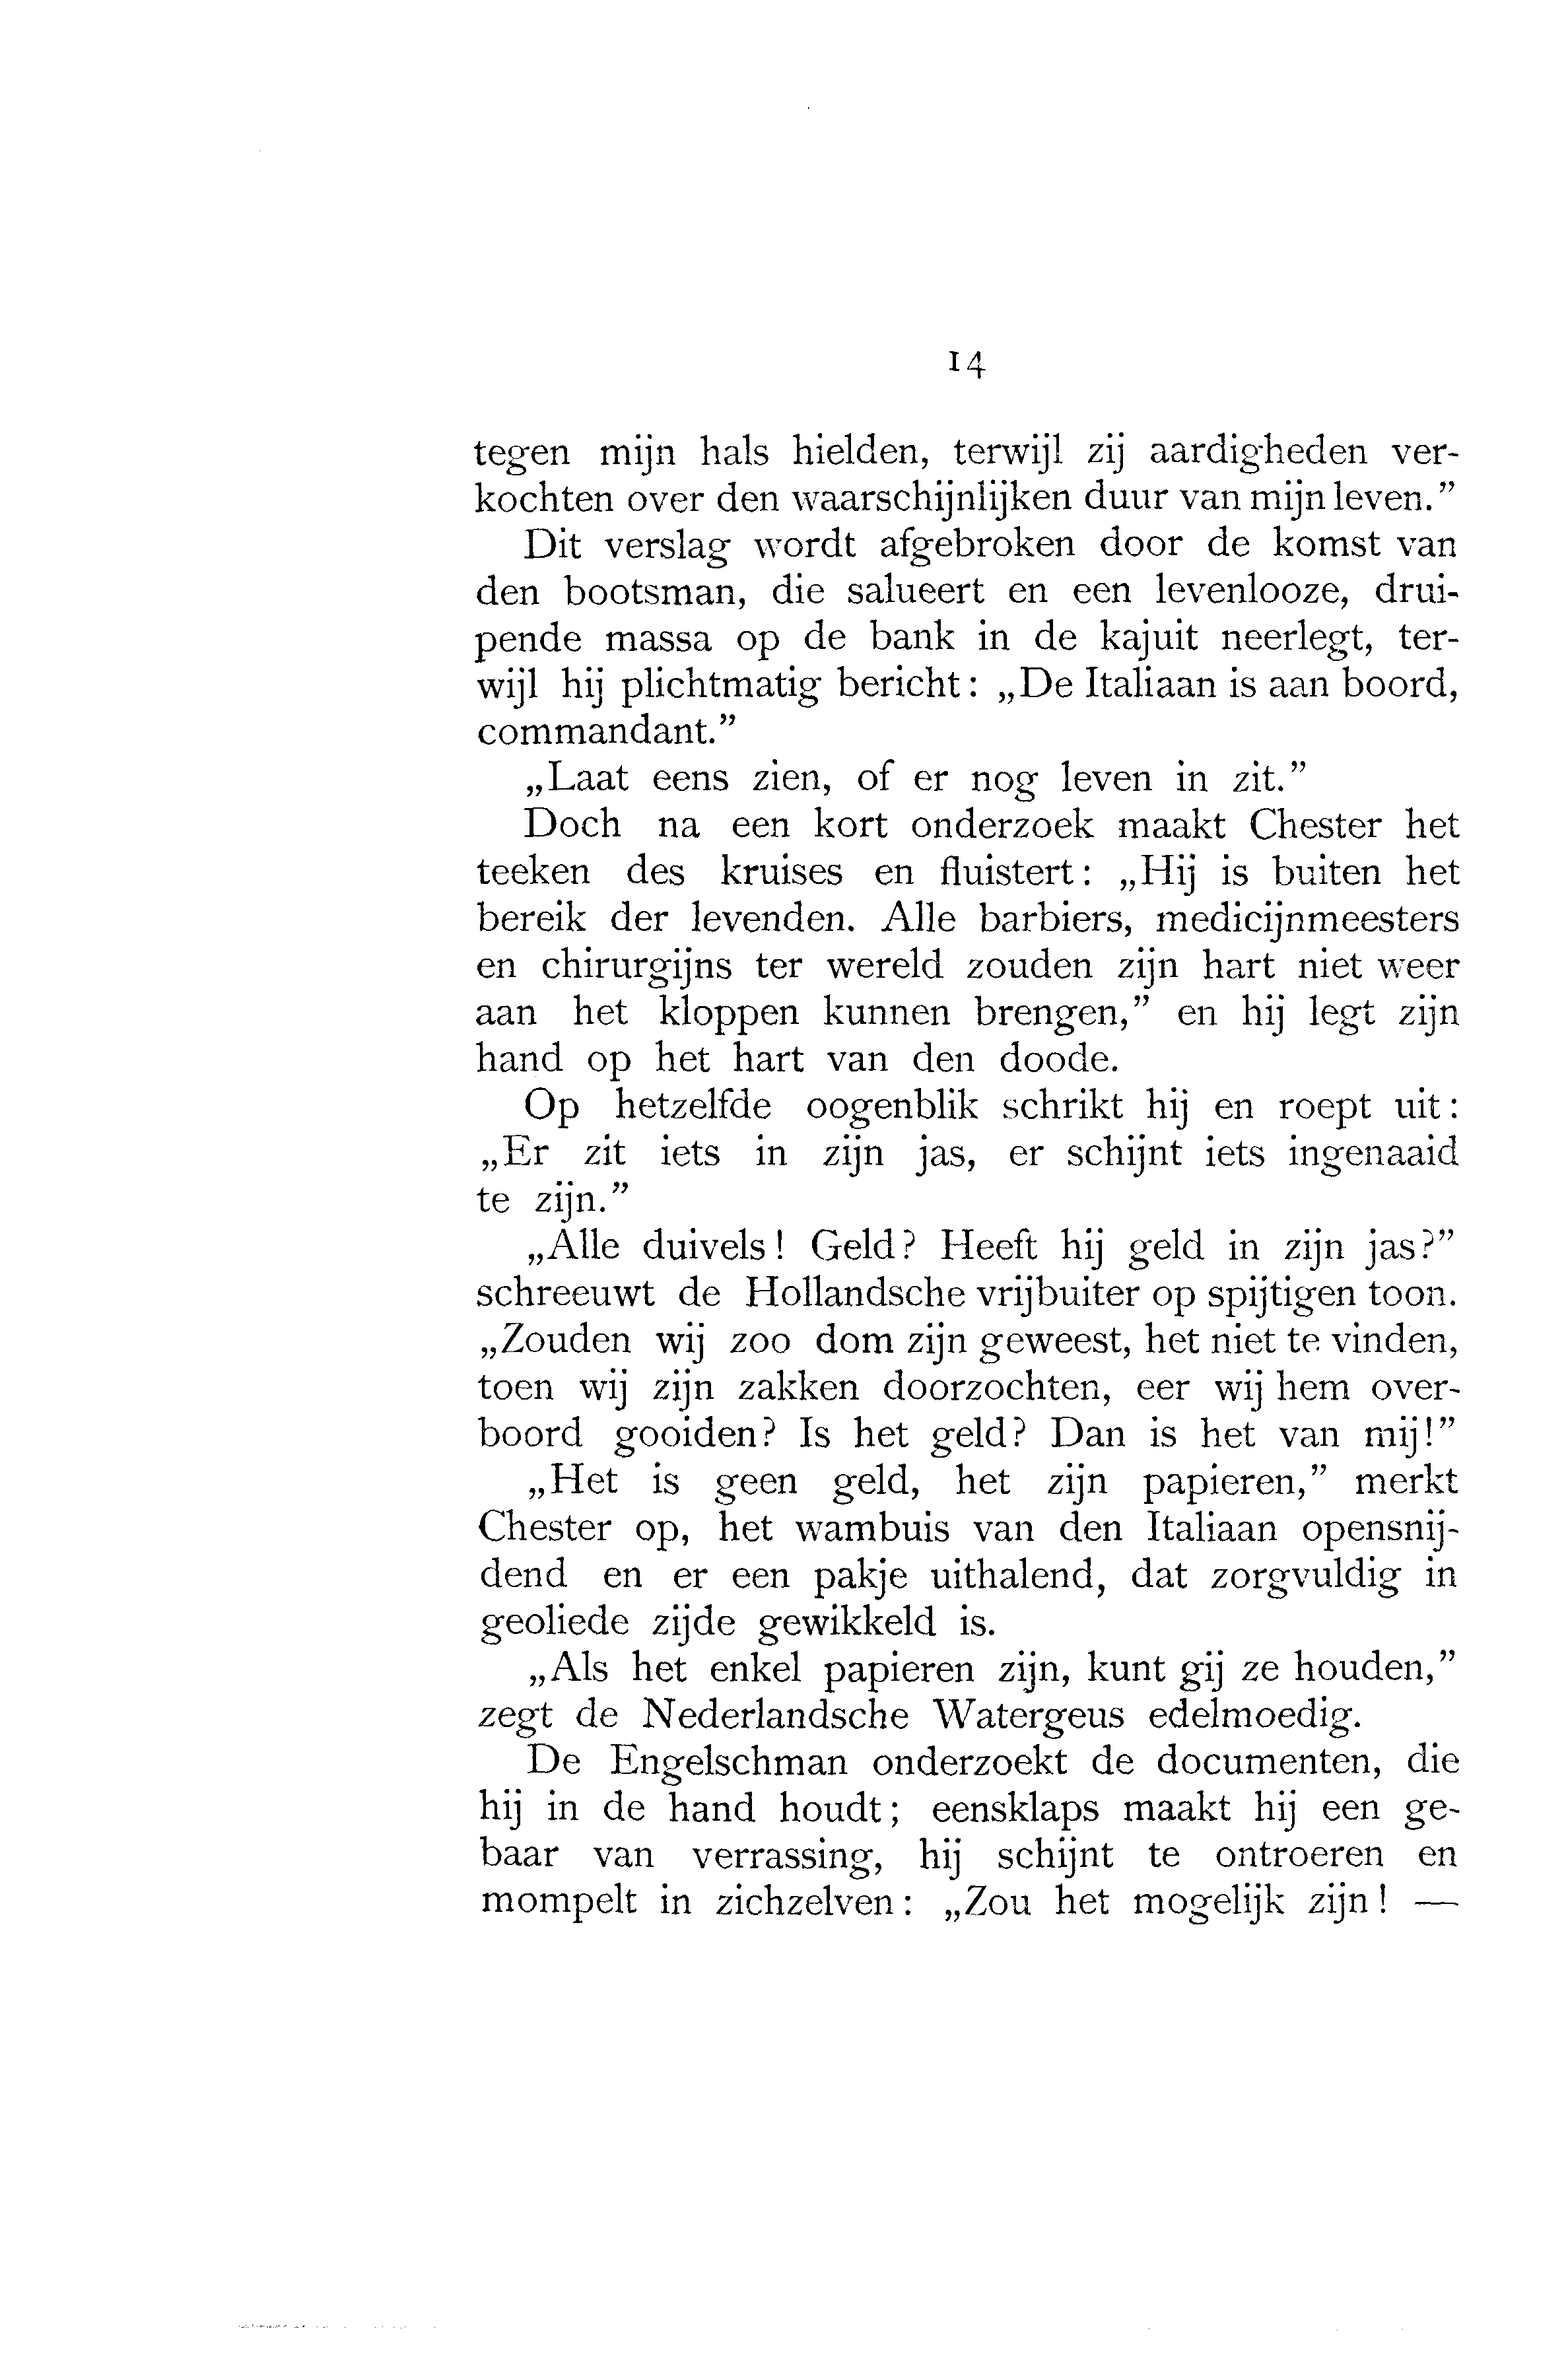 14
tegen mijn hals hielden, terwijl zij aardigheden ver-
kochten over den waarschijnlijken duur van mijn leven.”
Dit verslag wordt afgebroken door de komst van
den bootsman, die salueert en een levenlooze, drui-
pende massa op de bank in de kajuit neerlegt, ter-
wijl hij plichtmatig bericht: „De Italiaan is aan boord,
commandant.”
„Laat eens zien, of er nog leven in zit.”
Doch na een kort onderzoek maakt Chester het
teeken des kruises en fluistert: „Hij is buiten het
bereik der levenden. Alle barbiers, medicijnmeesters
en chirurgijns ter wereld zouden zijn hart niet weer
aan het kloppen kunnen brengen,” en hij legt zijn
hand op het hart van den doode.
Op hetzelfde oogenblik schrikt hij en roept uit:
„Er zit iets in zijn jas, er schijnt iets ingenaaid
te zijn.”
„Alle duivels! Geld? Heeft hij geld in zijn jas?”
schreeuwt de Hollandsche vrijbuiter op spijtigen toon.
„Zouden wij zoo dom zijn geweest, het niet te vinden,
toen wij zijn zakken doorzochten, eer wij hem over-
boord gooiden? Is het geld? Dan is het van mij!”
„Het is geen geld, het zijn papieren,” merkt
Chester op, het wambuis van den Italiaan opensnij-
dend en er een pakje uithalend, dat zorgvuldig in
geoliede zijde gewikkeld is.
„Als het enkel papieren zijn, kunt gij ze houden,”
zegt de Nederlandsche Watergeus edelmoedig.
De Engelschman onderzoekt de documenten, die
hij in de hand houdt; eensklaps maakt hij een ge-
baar van verrassing, hij schijnt te ontroeren en
mompelt in zichzelven: „Zou het mogelijk zijn! —